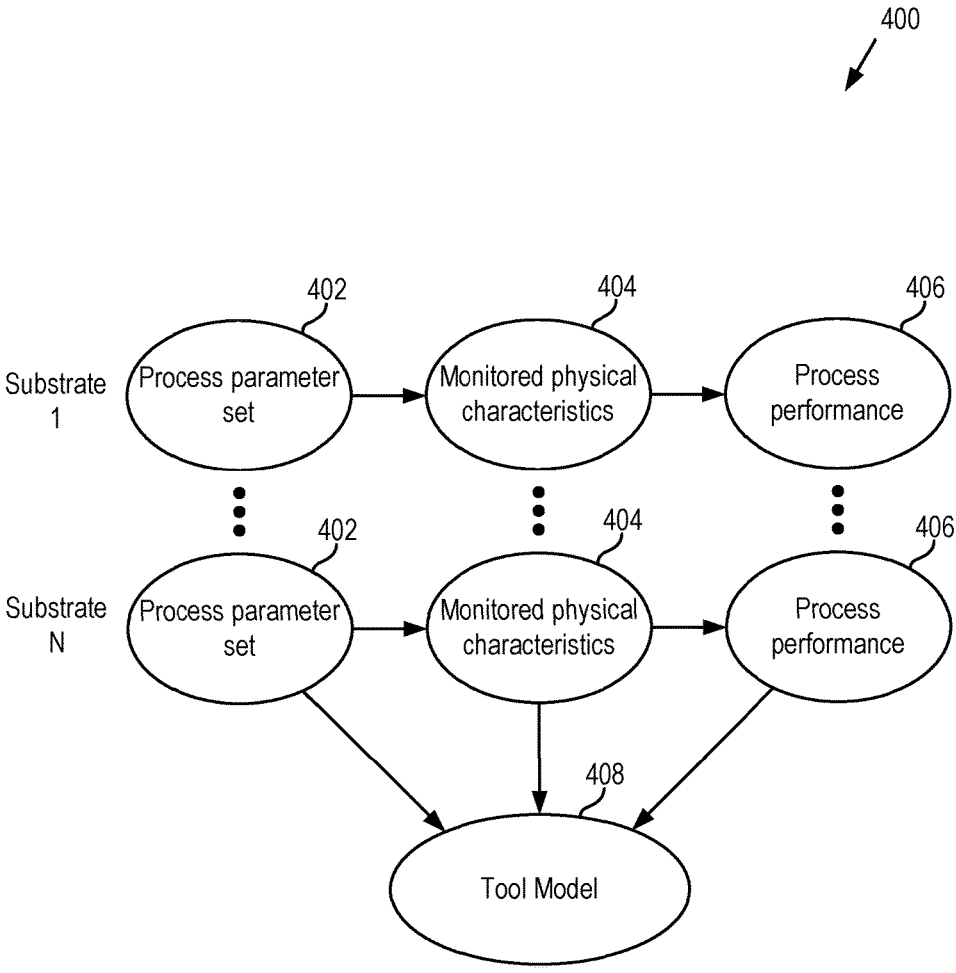 400
402
404
406
Substrate
1
Process parameter
set
Monitored physical
characteristics
Process
performance
402
404
406
Substrate
N
Process parameter
set
Monitored physical
characteristics
Process
performance
408
Tool Model